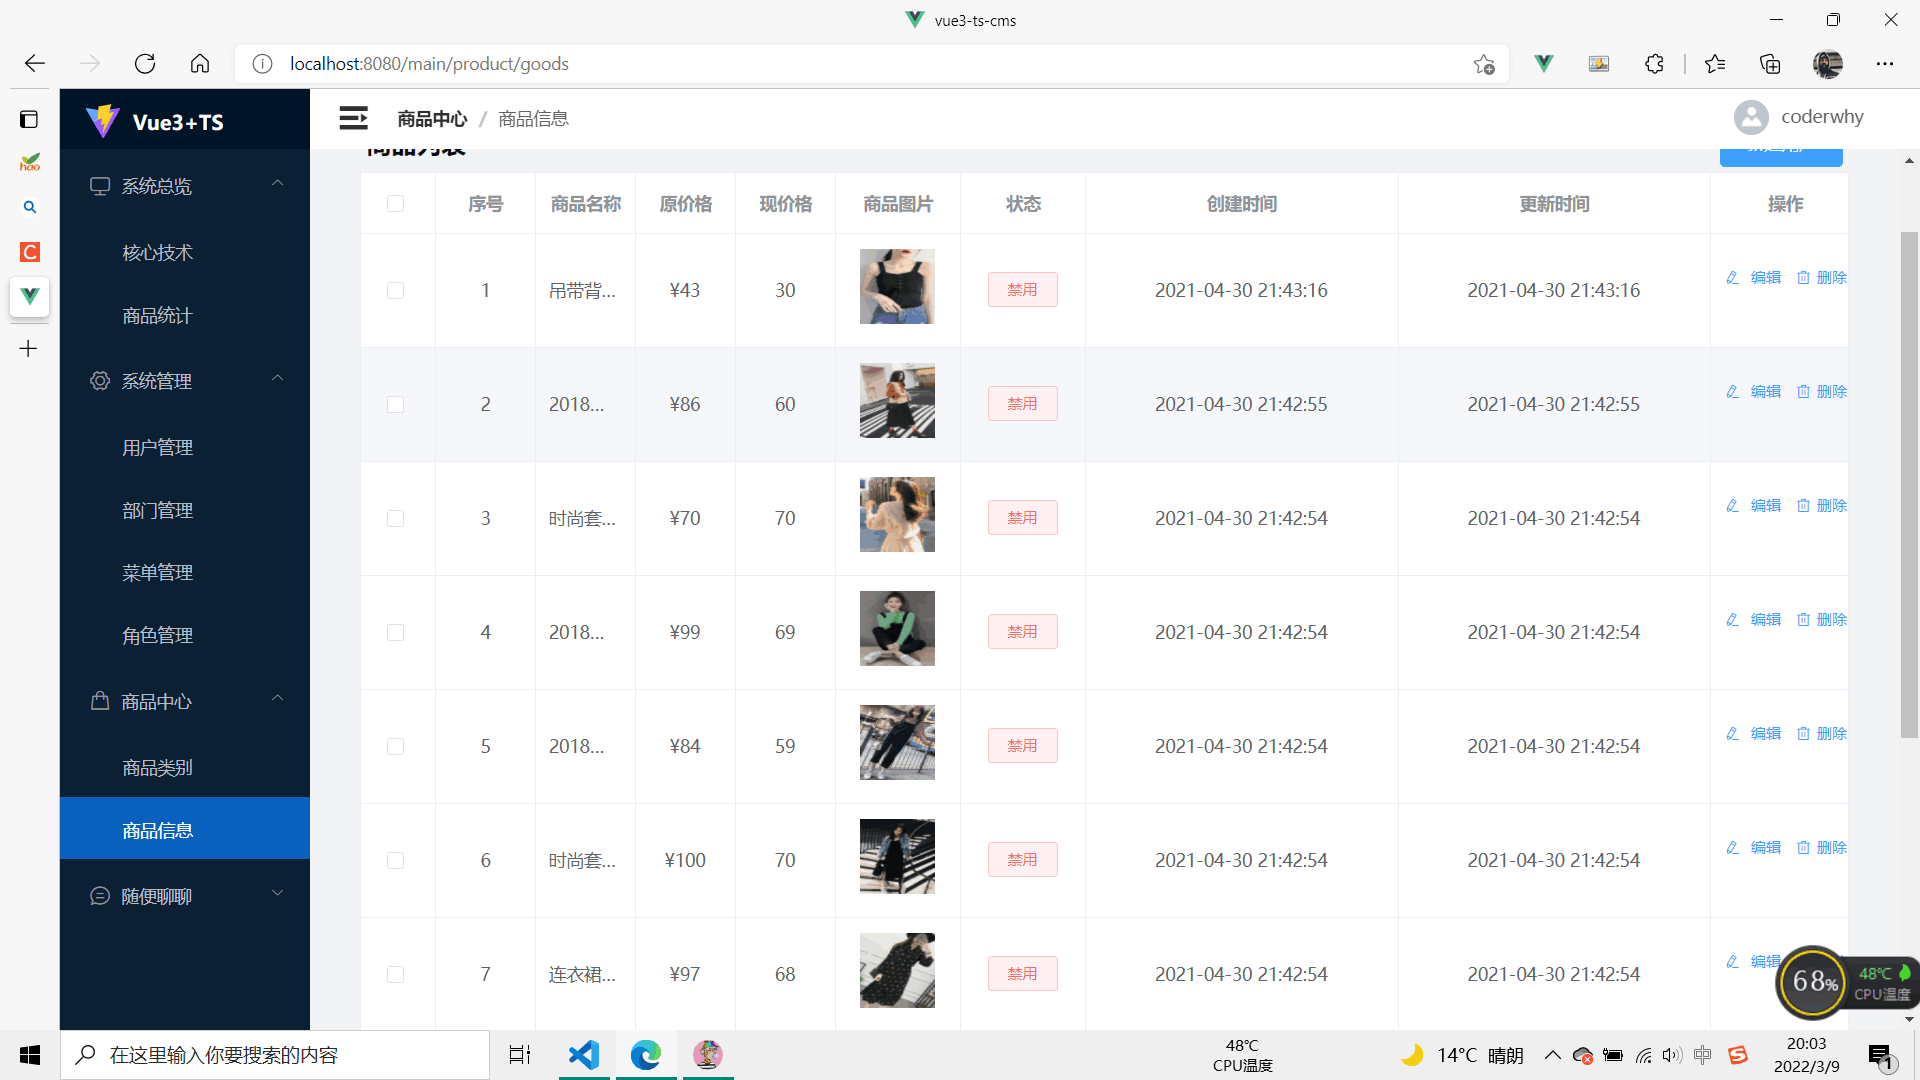 vue3-ts-cms
localhost:8080/main/product/goods
Vue3+TS
商品中心 / 商品信息
coderwhy
hao
C
系统总览
核心技术
商品统计
系统管理
用户管理
部门管理
菜单管理
角色管理
商品中心
商品类别
商品信息
随便聊聊
商品列表
序号 商品名称 原价格 现价格 商品图片 状态 创建时间 更新时间 操作
1 吊带背... ¥43 30 禁用 2021-04-30 21:43:16 2021-04-30 21:43:16 编辑 删除
2 2018... ¥86 60 禁用 2021-04-30 21:42:55 2021-04-30 21:42:55 编辑 删除
3 时尚套... ¥70 70 禁用 2021-04-30 21:42:54 2021-04-30 21:42:54 编辑 删除
4 2018... ¥99 69 禁用 2021-04-30 21:42:54 2021-04-30 21:42:54 编辑 删除
5 2018... ¥84 59 禁用 2021-04-30 21:42:54 2021-04-30 21:42:54 编辑 删除
6 时尚套... ¥100 70 禁用 2021-04-30 21:42:54 2021-04-30 21:42:54 编辑 删除
7 连衣裙... ¥97 68 禁用 2021-04-30 21:42:54 2021-04-30 21:42:54 编辑
68% 48℃
CPU温度
在这里输入你要搜索的内容
48℃
CPU温度
14°C 晴朗
中
S
20:03
2022/3/9
1